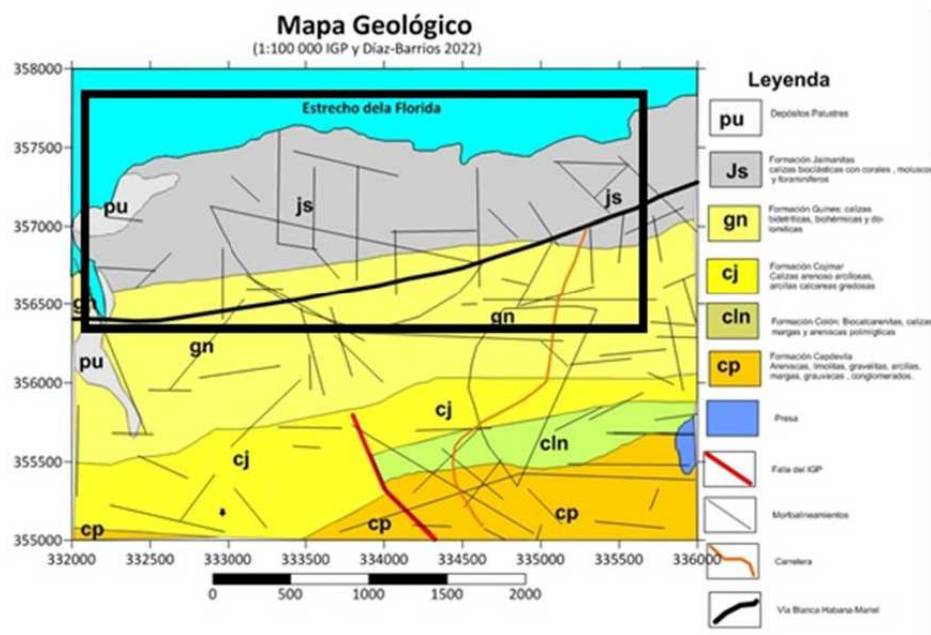 Mapa Geológico
(1:100 000 IGP y Díaz-Barrios 2022)
358000
357500
357000
356500
356000
355500
355000
332000
332500
333000
333500
334000
334500
335000
335500
336000
Estrecho dela Florida
pu
js
js
gn
gn
gn
pu
cj
cj
cln
cp
cp
cp
0
500
1000
1500
2000
Leyenda
pu
Depósitos Palustres
Js
Formación Jaimanitas
calizas bioclásticas con corales , moluscos
y foraminíferos
gn
Formación Guines: calizas
bidetríticas, biohérmicas y do-
lomíticas
cj
Formación Cojimar
Calizas arenoso arcillosas,
arcillas calcareas gredosas
cln
Formación Colón: Biocalcarenitas, calizas
margas y areniscas polimígticas
cp
Formación Capdevila
Areniscas, limolitas, gravelitas, arcillas,
margas, grauvacas , conglomerados.
Presa
Falla del IGP
Morfoalineamientos
Carretera
Vía Blanca Habana-Mariel